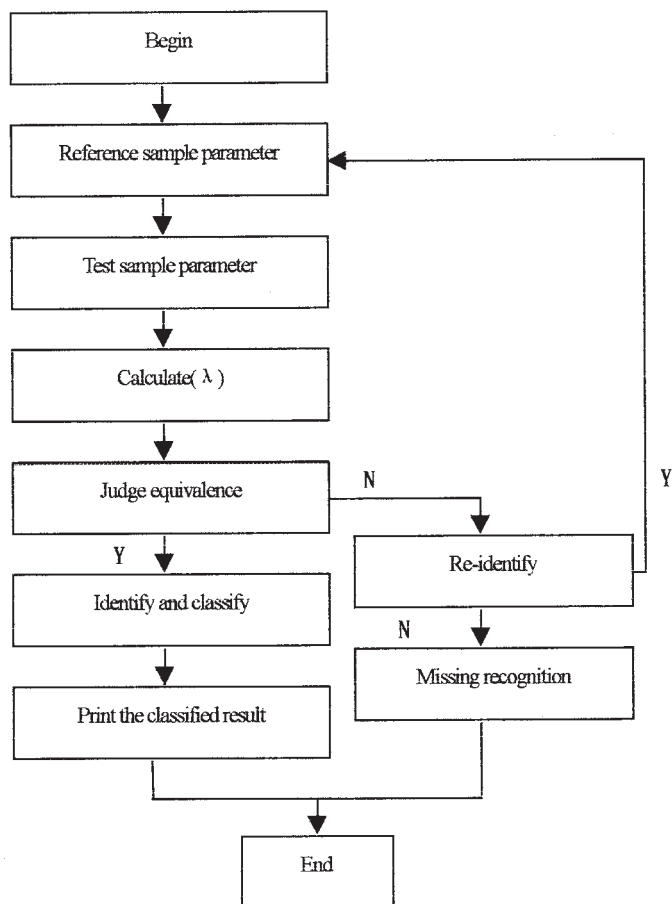 Begin
Reference sample parameter
Test sample parameter
Calculate( λ )
Judge equivalence
N
Y
Y
Re-identify
Identify and classify
N
Missing recognition
Print the classified result
End